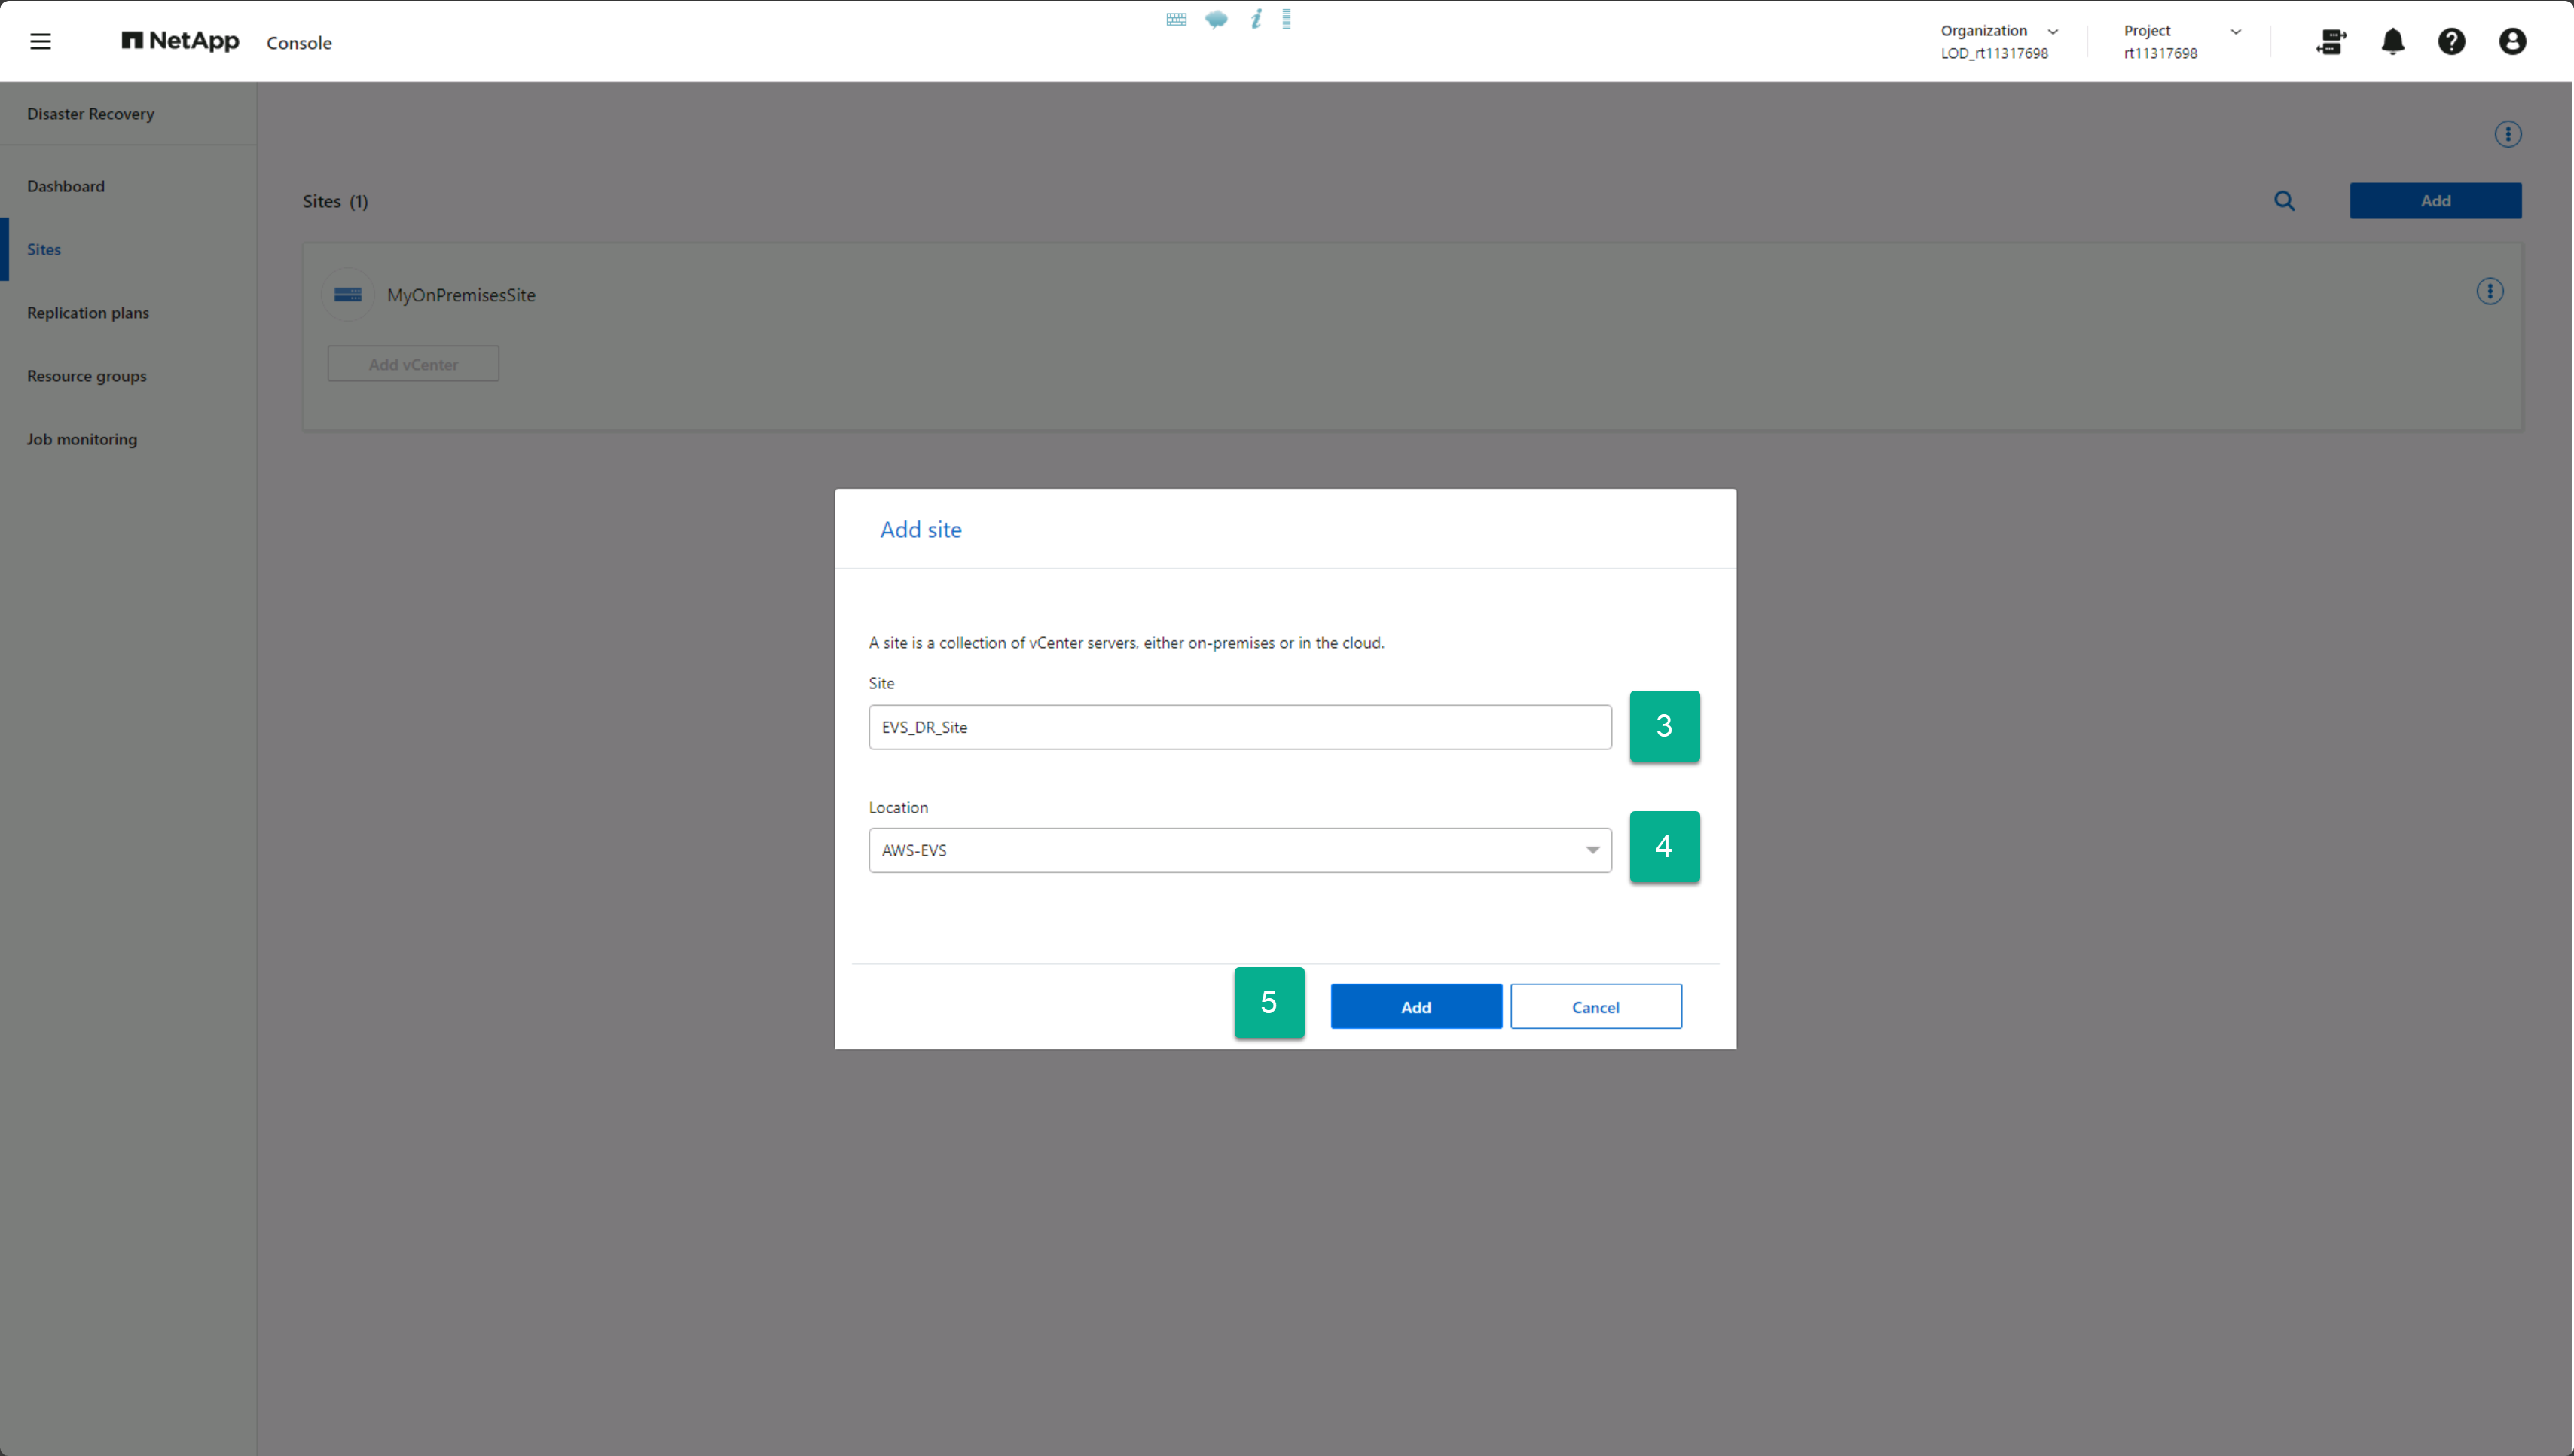 NetApp Console
Organization
LOD_rt11317698
Project
rt11317698
Disaster Recovery
Dashboard
Sites
Replication plans
Resource groups
Job monitoring
Sites (1)
Add
MyOnPremisesSite
Add vCenter
Add site
A site is a collection of vCenter servers, either on-premises or in the cloud.
Site
EVS_DR_Site
3
Location
AWS-EVS
4
5
Add
Cancel